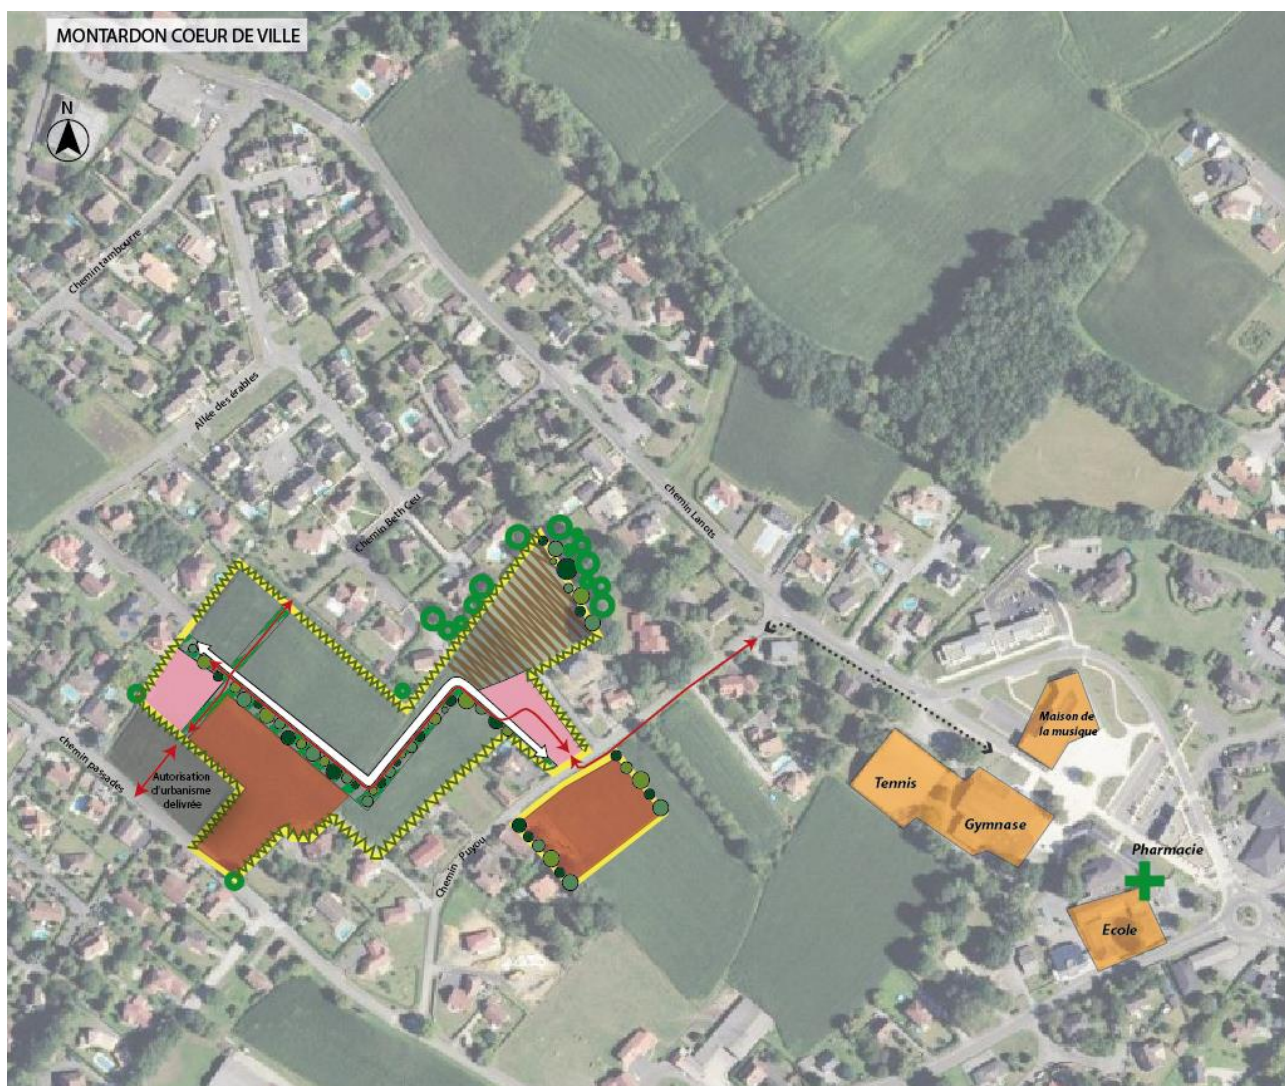 MONTARDON COEUR DE VILLE
N
Chemin tambourre
Allée des érables
Chemin Beth Ceu
chemin Lanots
Maison de
la musique
Tennis
Gymnase
chemin passades
Autorisation
d'urbanisme
delivrée
Chemin Puyou
Pharmacie
Ecole